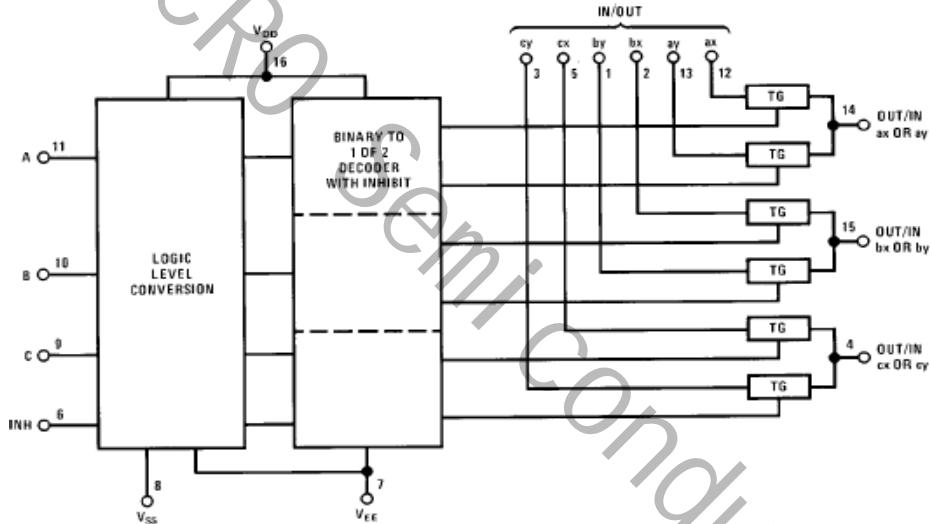 IN/OUT
VDD
16
cy cx by bx ay ax
3 5 1 2 13 12
TG
14
OUT/IN
ax OR ay
BINARY TO
1 OF 2
DECODER
WITH INHIBIT
A 11
TG
TG
15
OUT/IN
bx OR by
LOGIC
LEVEL
CONVERSION
B 10
TG
TG
C 9
4
OUT/IN
cx OR cy
TG
INH 6
8
VSS
7
VEE
CRO
Semi Condu